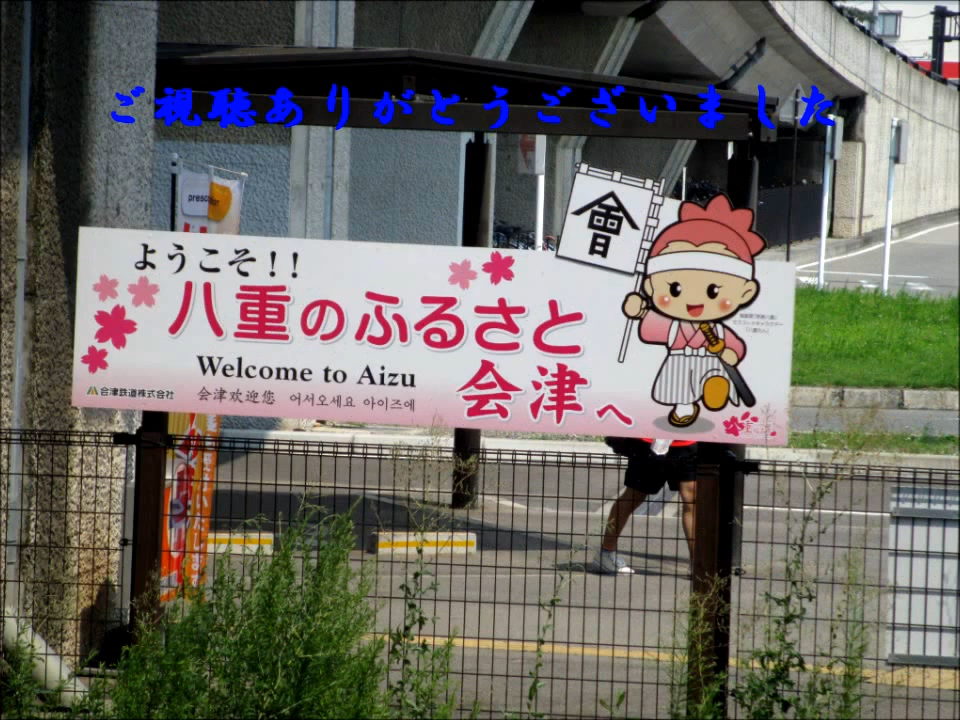 ご視聴ありがとうございました
presc
會
ようこそ!!
八重のふるさと
Welcome to Aizu
会津へ
会津鉄道株式会社
会津欢迎您 어서오세요 아이즈에